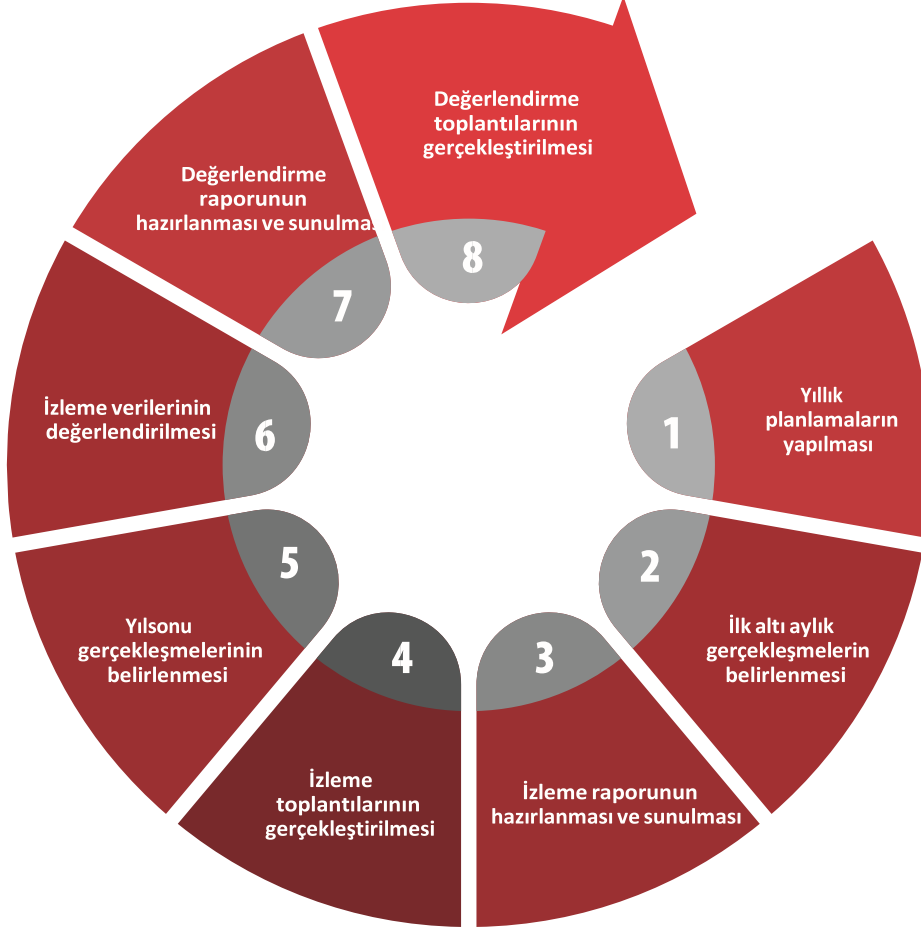 1
Yıllık
planlamaların
yapılması
2
İlk altı aylık
gerçekleşmelerin
belirlenmesi
3
İzleme raporunun
hazırlanması ve sunulması
4
İzleme
toplantılarının
gerçekleştirilmesi
5
Yılsonu
gerçekleşmelerinin
belirlenmesi
6
İzleme verilerinin
değerlendirilmesi
7
Değerlendirme
raporunun
hazırlanması ve sunulması
8
Değerlendirme
toplantılarının
gerçekleştirilmesi